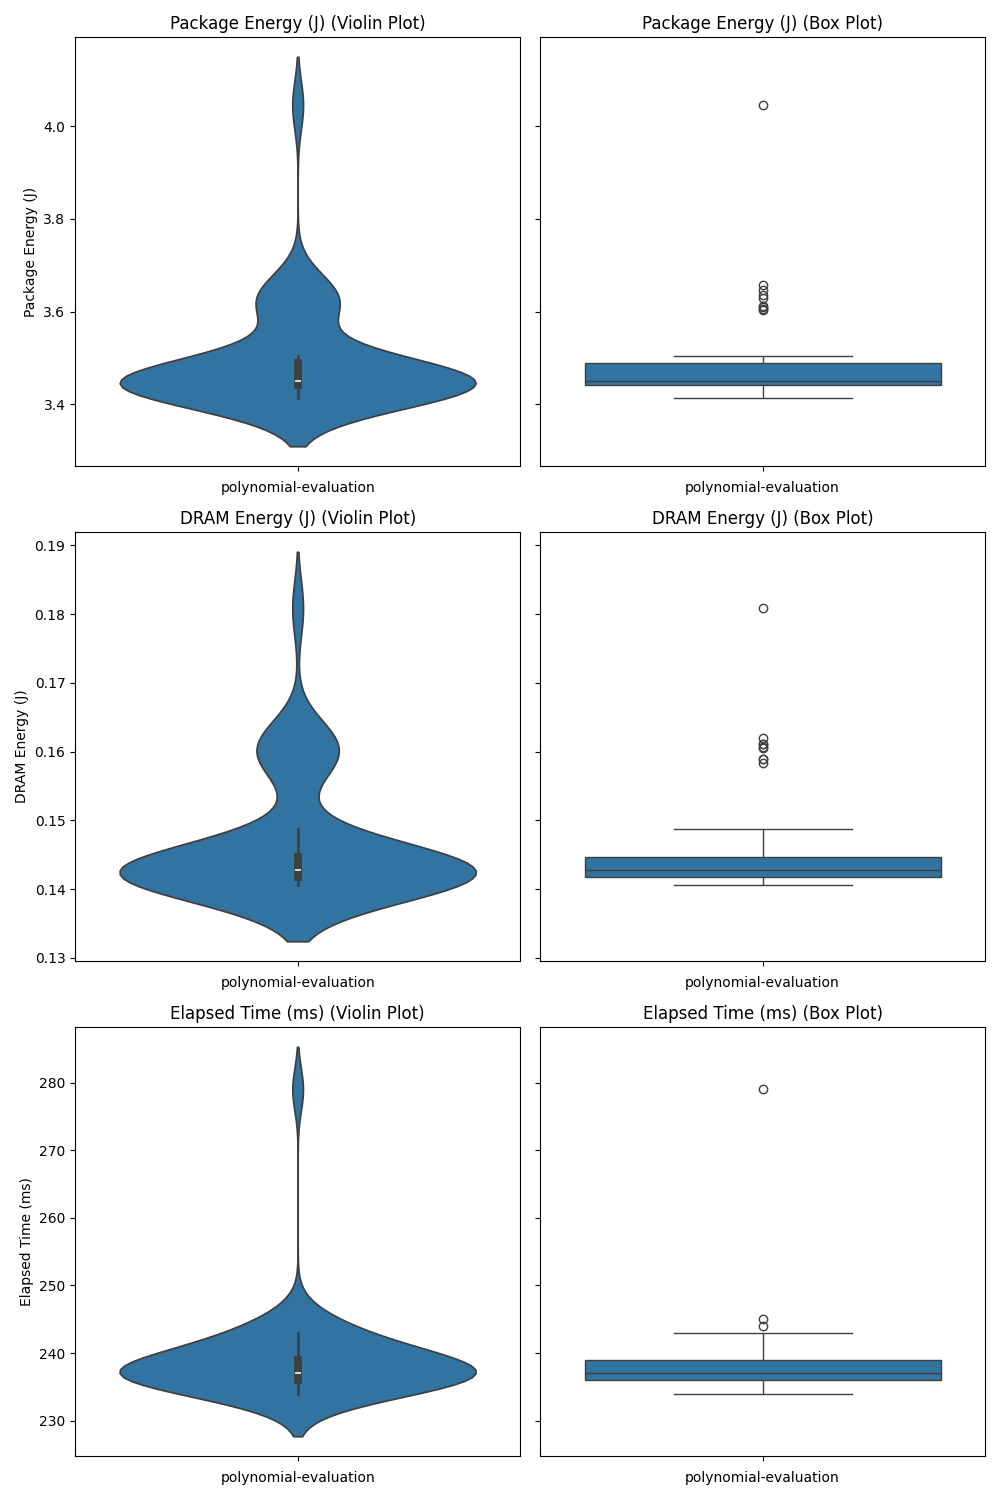 Package Energy (J) (Violin Plot)
Package Energy (J) (Box Plot)
Package Energy (J)
4.0
3.8
3.6
3.4
polynomial-evaluation
polynomial-evaluation
DRAM Energy (J) (Violin Plot)
DRAM Energy (J) (Box Plot)
DRAM Energy (J)
0.19
0.18
0.17
0.16
0.15
0.14
0.13
polynomial-evaluation
polynomial-evaluation
Elapsed Time (ms) (Violin Plot)
Elapsed Time (ms) (Box Plot)
Elapsed Time (ms)
280
270
260
250
240
230
polynomial-evaluation
polynomial-evaluation